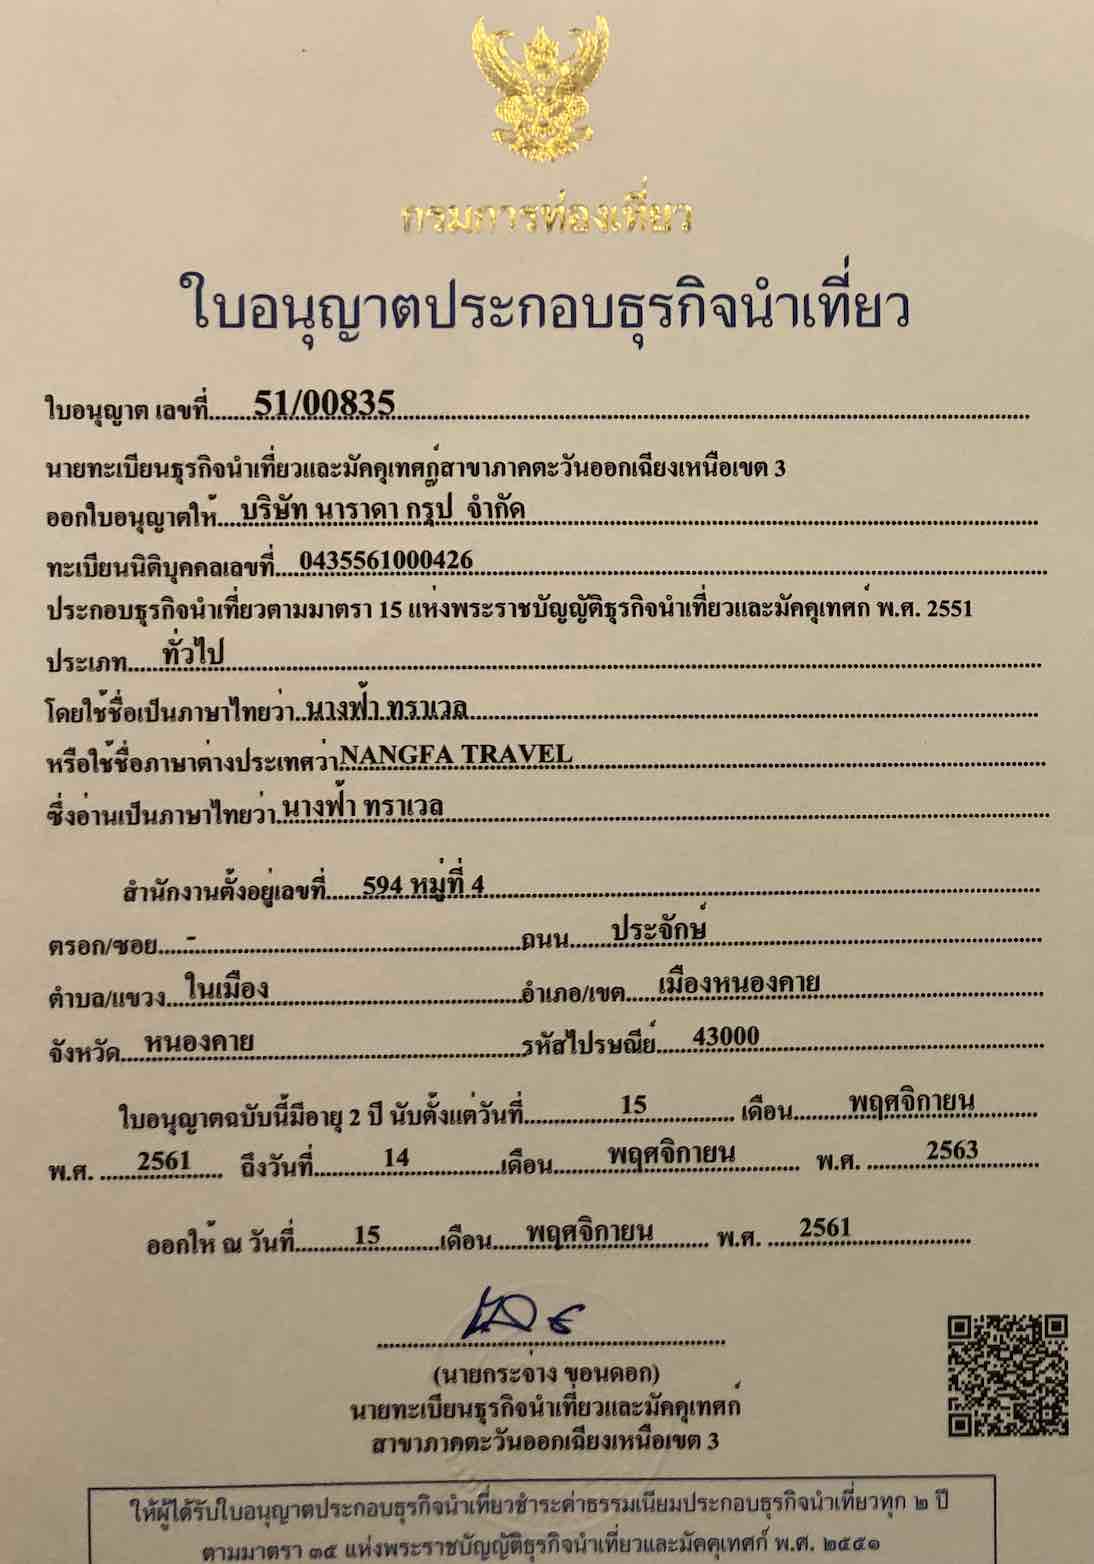 กรมการท่องเที่ยว
ใบอนุญาตประกอบธุรกิจนำเที่ยว
ใบอนุญาต เลขที่.......51/00835
นายทะเบียนธุรกิจนำเที่ยวและมัคคุเทศก์สาขาภาคตะวันออกเฉียงเหนือเขต 3
ออกใบอนุญาตให้....บริษัท นาราดา กรุ๊ป จำกัด
ทะเบียนนิติบุคคลเลขที่....0435561000426
ประกอบธุรกิจนำเที่ยวตามมาตรา 15 แห่งพระราชบัญญัติธุรกิจนำเที่ยวและมัคคุเทศก์ พ.ศ. 2551
ประเภท.....ทั่วไป
โดยใช้ชื่อเป็นภาษาไทยว่า..นางฟ้า ทราเวล
หรือใช้ชื่อภาษาต่างประเทศว่าNANGFA TRAVEL
ซึ่งอ่านเป็นภาษาไทยว่า.นางฟ้า ทราเวล
สำนักงานตั้งอยู่เลขที่......594 หมู่ที่ 4
ตรอก/ซอย.....-.....ถนน......ประจักษ์
ตำบล/แขวง...ในเมือง.....อำเภอ/เขต.....เมืองหนองคาย
จังหวัด....หนองคาย.....รหัสไปรษณีย์......43000
ใบอนุญาตฉบับนี้มีอายุ 2 ปี นับตั้งแต่วันที่.....15..... เดือน.....พฤศจิกายน
พ.ศ. .....2561..... ถึงวันที่.....14.....เดือน.....พฤศจิกายน..... พ.ศ. .....2563
ออกให้ ณ วันที่.....15.....เดือน.....พฤศจิกายน..... พ.ศ. .....2561
(นายกระจ่าง ขอนดอก)
นายทะเบียนธุรกิจนำเที่ยวและมัคคุเทศก์
สาขาภาคตะวันออกเฉียงเหนือเขต 3
ให้ผู้ได้รับใบอนุญาตประกอบธุรกิจนำเที่ยวชำระค่าธรรมเนียมประกอบธุรกิจนำเที่ยวทุก ๒ ปี
ตามมาตรา ๓๕ แห่งพระราชบัญญัติธุรกิจนำเที่ยวและมัคคุเทศก์ พ.ศ. ๒๕๕๑